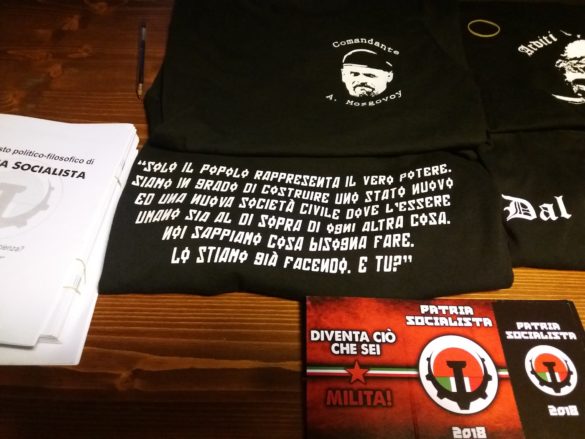 Comandante
A. Mosgovoy
Arditi
sto politico-filosofico di
A SOCIALISTA
"SOLO IL POPOLO RAPPRESENTA IL VERO POTERE.
SIAMO IN GRADO DI COSTRUIRE UNO STATO NUOVO
ED UNA NUOVA SOCIETÀ CIVILE DOVE L'ESSERE
UMANO SIA AL DI SOPRA DI OGNI ALTRA COSA.
NOI SAPPIAMO COSA BISOGNA FARE.
LO STIAMO GIÀ FACENDO. E TU?"
Dal
DIVENTA CIÒ
CHE SEI
MILITA!
PATRIA
SOCIALISTA
2018
PATRIA
SOCIALISTA
2018